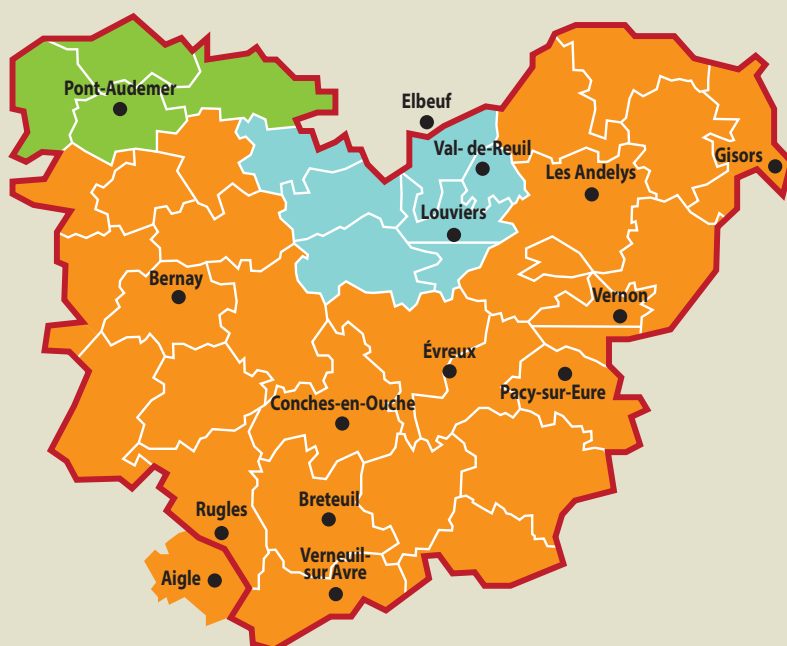 Pont-Audemer
Elbeuf
Val- de-Reuil
Gisors
Les Andelys
Louviers
Bernay
Vernon
Évreux
Pacy-sur-Eure
Conches-en-Ouche
Rugles
Breteuil
Verneuil-
sur Avre
Aigle